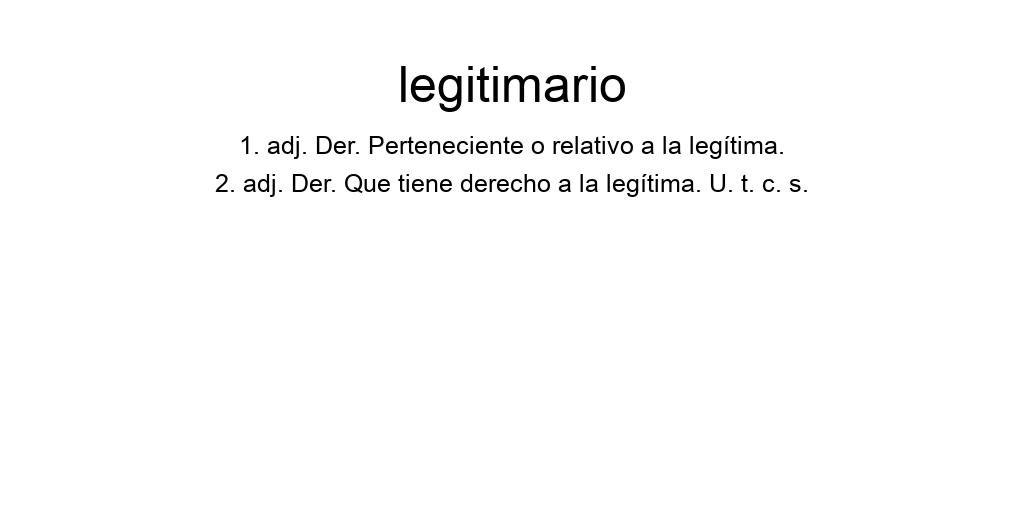 legitimario
1. adj. Der. Perteneciente o relativo a la legítima.
2. adj. Der. Que tiene derecho a la legítima. U. t. c. s.